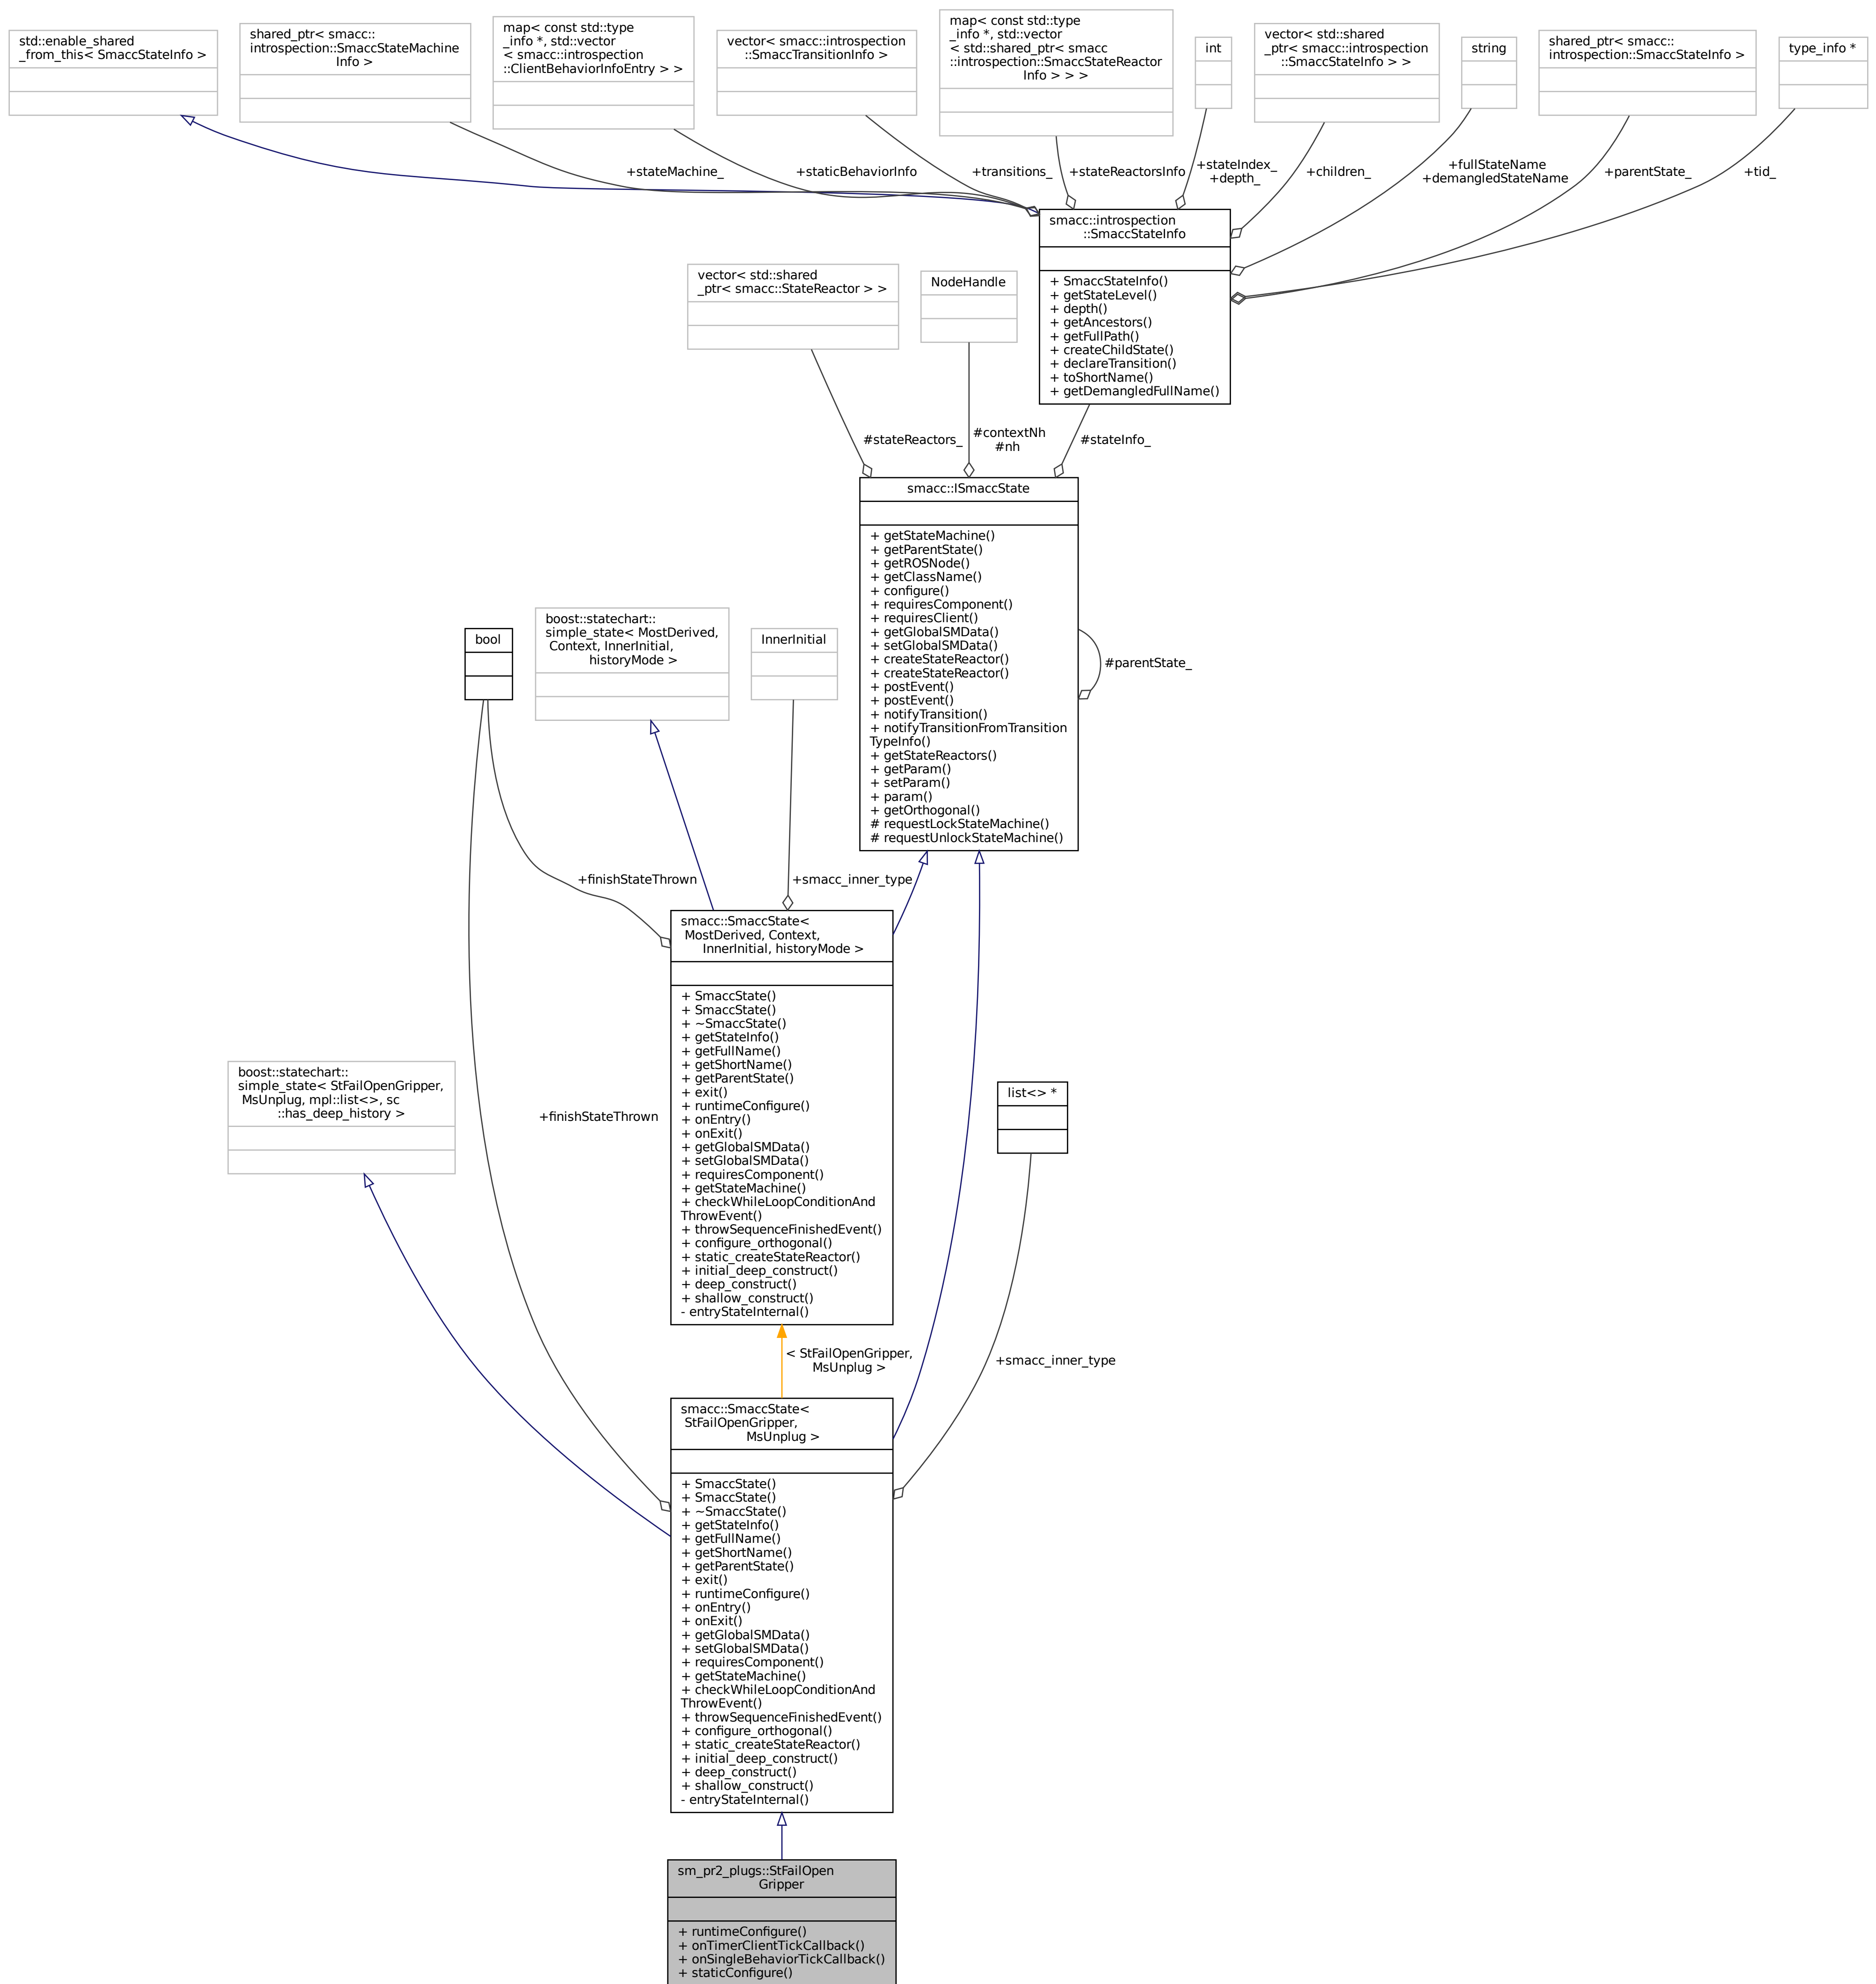 std::enable_shared
_from_this< SmaccStateInfo >
shared_ptr< smacc::
introspection::SmaccStateMachine
Info >
map< const std::type
_info *, std::vector
< smacc::introspection
::ClientBehaviorInfoEntry > >
vector< smacc::introspection
::SmaccTransitionInfo >
map< const std::type
_info *, std::vector
< std::shared_ptr< smacc
::introspection::SmaccStateReactor
Info > > >
int
vector< std::shared
_ptr< smacc::introspection
::SmaccStateInfo > >
string
shared_ptr< smacc::
introspection::SmaccStateInfo >
type_info *
+stateMachine_
+staticBehaviorInfo
+transitions_
+stateReactorsInfo
+stateIndex_
+depth_
+children_
+fullStateName
+demangledStateName
+parentState_
+tid_
smacc::introspection
::SmaccStateInfo
+ SmaccStateInfo()
+ getStateLevel()
+ depth()
+ getAncestors()
+ getFullPath()
+ createChildState()
+ declareTransition()
+ toShortName()
+ getDemangledFullName()
vector< std::shared
_ptr< smacc::StateReactor > >
NodeHandle
#stateReactors_
#contextNh
#nh
#stateInfo_
smacc::ISmaccState
+ getStateMachine()
+ getParentState()
+ getROSNode()
+ getClassName()
+ configure()
+ requiresComponent()
+ requiresClient()
+ getGlobalSMData()
+ setGlobalSMData()
+ createStateReactor()
+ createStateReactor()
+ postEvent()
+ postEvent()
+ notifyTransition()
+ notifyTransitionFromTransition
TypeInfo()
+ getStateReactors()
+ getParam()
+ setParam()
+ param()
+ getOrthogonal()
# requestLockStateMachine()
# requestUnlockStateMachine()
#parentState_
bool
boost::statechart::
simple_state< MostDerived,
Context, InnerInitial,
historyMode >
InnerInitial
+finishStateThrown
+smacc_inner_type
smacc::SmaccState<
MostDerived, Context,
InnerInitial, historyMode >
+ SmaccState()
+ SmaccState()
+ ~SmaccState()
+ getStateInfo()
+ getFullName()
+ getShortName()
+ getParentState()
+ exit()
+ runtimeConfigure()
+ onEntry()
+ onExit()
+ getGlobalSMData()
+ setGlobalSMData()
+ requiresComponent()
+ getStateMachine()
+ checkWhileLoopConditionAnd
ThrowEvent()
+ throwSequenceFinishedEvent()
+ configure_orthogonal()
+ static_createStateReactor()
+ initial_deep_construct()
+ deep_construct()
+ shallow_construct()
- entryStateInternal()
boost::statechart::
simple_state< StFailOpenGripper,
MsUnplug, mpl::list<>, sc
::has_deep_history >
+finishStateThrown
list<> *
< StFailOpenGripper,
MsUnplug >
+smacc_inner_type
smacc::SmaccState<
StFailOpenGripper,
MsUnplug >
+ SmaccState()
+ SmaccState()
+ ~SmaccState()
+ getStateInfo()
+ getFullName()
+ getShortName()
+ getParentState()
+ exit()
+ runtimeConfigure()
+ onEntry()
+ onExit()
+ getGlobalSMData()
+ setGlobalSMData()
+ requiresComponent()
+ getStateMachine()
+ checkWhileLoopConditionAnd
ThrowEvent()
+ throwSequenceFinishedEvent()
+ configure_orthogonal()
+ static_createStateReactor()
+ initial_deep_construct()
+ deep_construct()
+ shallow_construct()
- entryStateInternal()
sm_pr2_plugs::StFailOpen
Gripper
+ runtimeConfigure()
+ onTimerClientTickCallback()
+ onSingleBehaviorTickCallback()
+ staticConfigure()